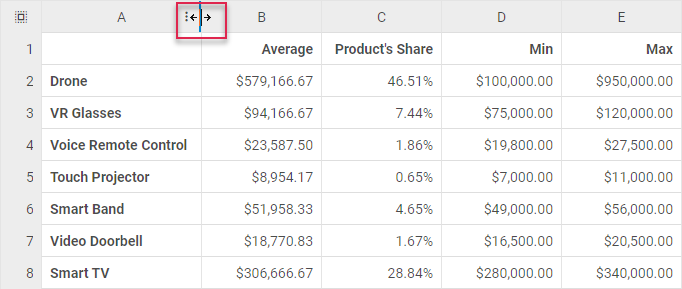 A B C D E
1 Average Product's Share Min Max
2 Drone $579,166.67 46.51% $100,000.00 $950,000.00
3 VR Glasses $94,166.67 7.44% $75,000.00 $120,000.00
4 Voice Remote Control $23,587.50 1.86% $19,800.00 $27,500.00
5 Touch Projector $8,954.17 0.65% $7,000.00 $11,000.00
6 Smart Band $51,958.33 4.65% $49,000.00 $56,000.00
7 Video Doorbell $18,770.83 1.67% $16,500.00 $20,500.00
8 Smart TV $306,666.67 28.84% $280,000.00 $340,000.00